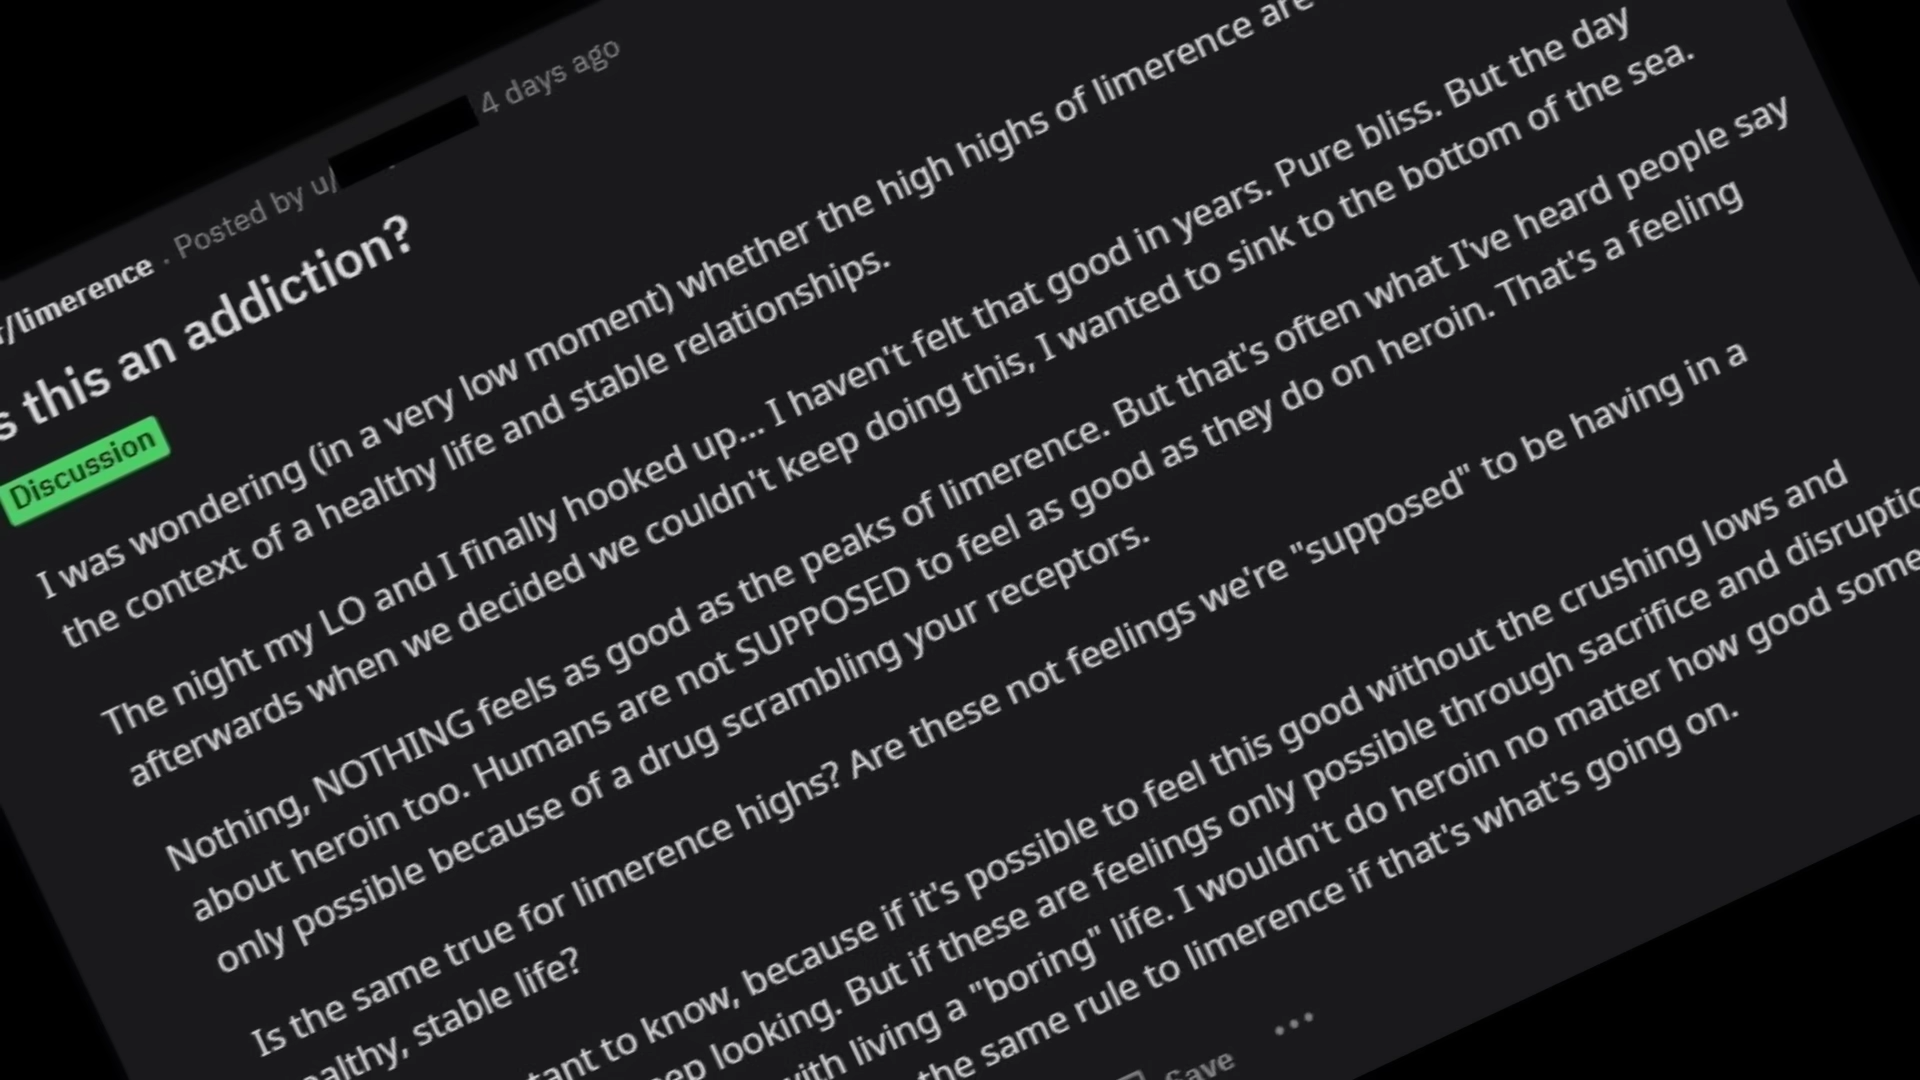 r/limerence · Posted by u/ 4 days ago
s this an addiction?
Discussion
I was wondering (in a very low moment) whether the high highs of limerence are
the context of a healthy life and stable relationships.
The night my LO and I finally hooked up... I haven't felt that good in years. Pure bliss. But the day
afterwards when we decided we couldn't keep doing this, I wanted to sink to the bottom of the sea.
Nothing, NOTHING feels as good as the peaks of limerence. But that's often what I've heard people say
about heroin too. Humans are not SUPPOSED to feel as good as they do on heroin. That's a feeling
only possible because of a drug scrambling your receptors.
Is the same true for limerence highs? Are these not feelings we're "supposed" to be having in a
ealthy, stable life?
tant to know, because if it's possible to feel this good without the crushing lows and
ep looking. But if these are feelings only possible through sacrifice and disruptio
ith living a "boring" life. I wouldn't do heroin no matter how good some
the same rule to limerence if that's what's going on.
Save ...